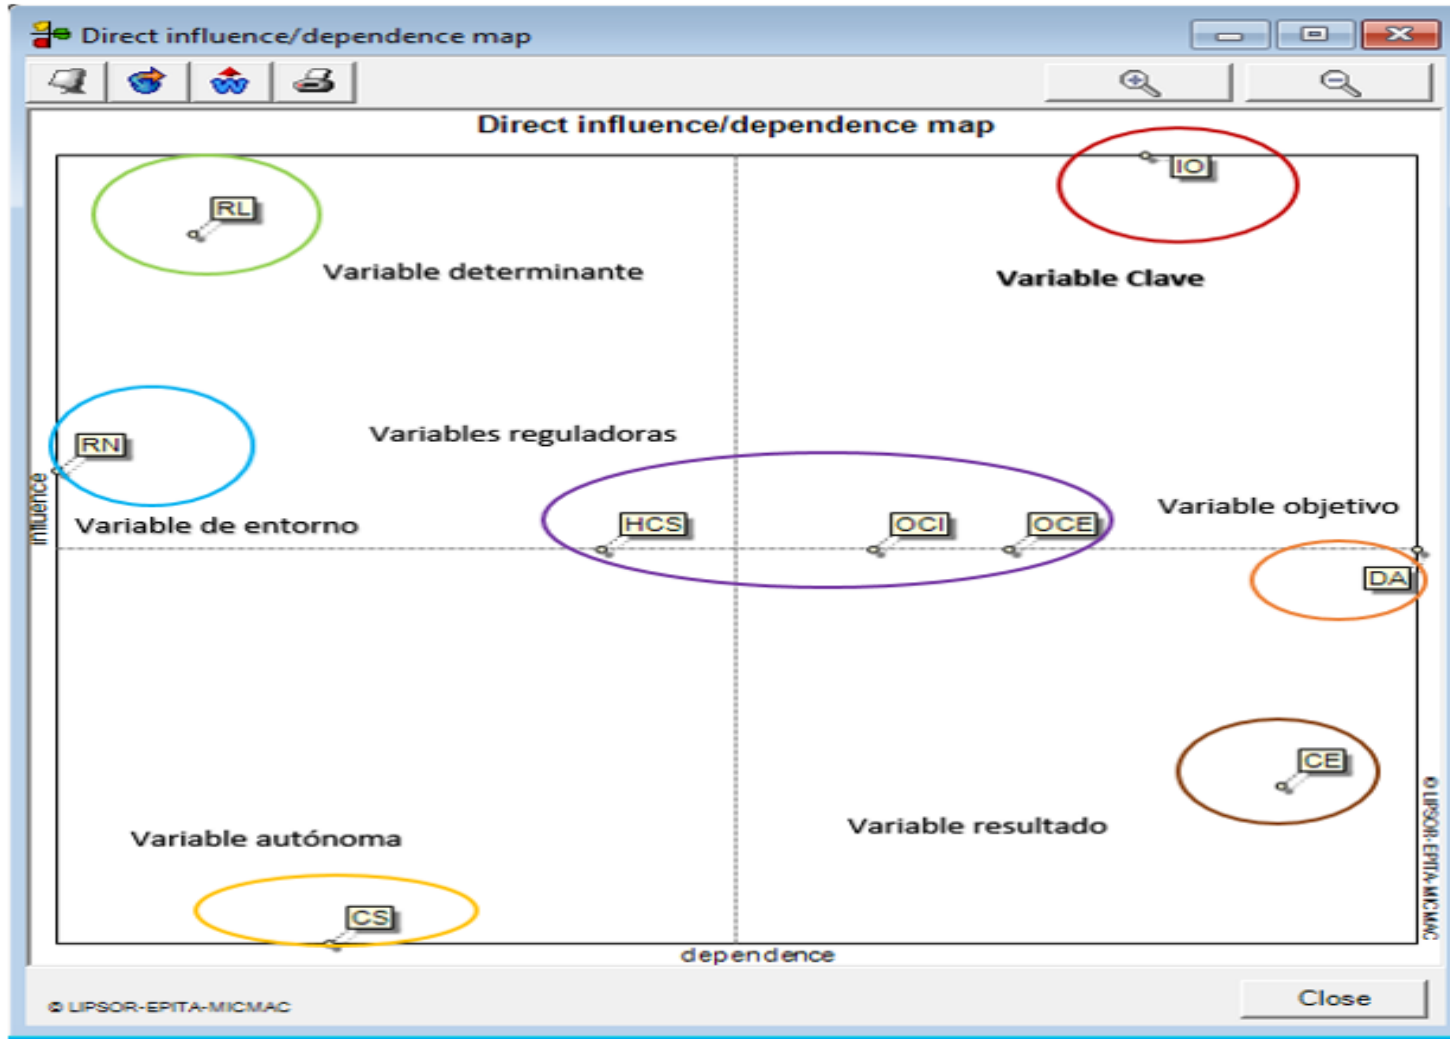 Direct influence/dependence map
Direct influence/dependence map
IO
RL
Variable determinante
Variable Clave
Variables reguladoras
RN
influence
Variable de entorno
HCS
OCI
OCE
Variable objetivo
DA
CE
Variable resultado
Variable autónoma
CS
© LIPSOR-EPITA-MICMAC
dependence
© LIPSOR-EPITA-MICMAC
Close